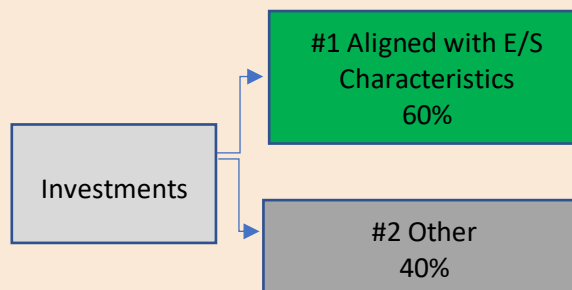 #1 Aligned with E/S
Characteristics
60%
Investments
#2 Other
40%